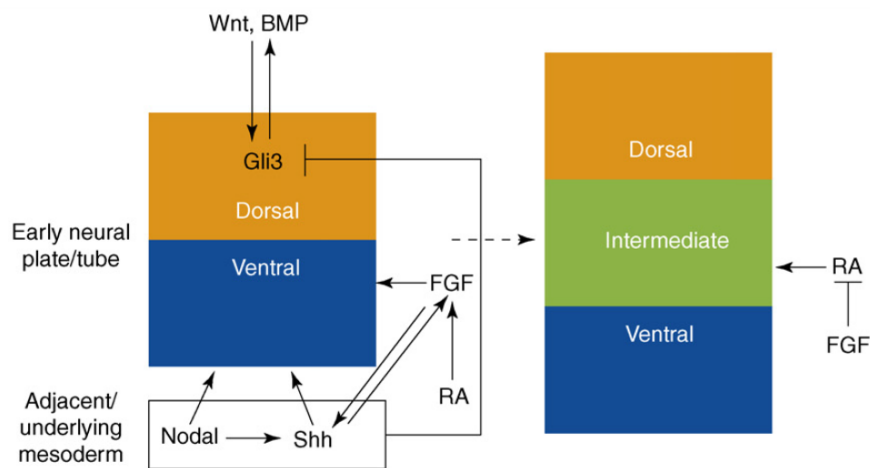 Wnt, BMP
Gli3
Dorsal
Early neural
plate/tube
Ventral
FGF
RA
Adjacent/
underlying
mesoderm
Nodal
Shh
Dorsal
Intermediate
RA
Ventral
FGF